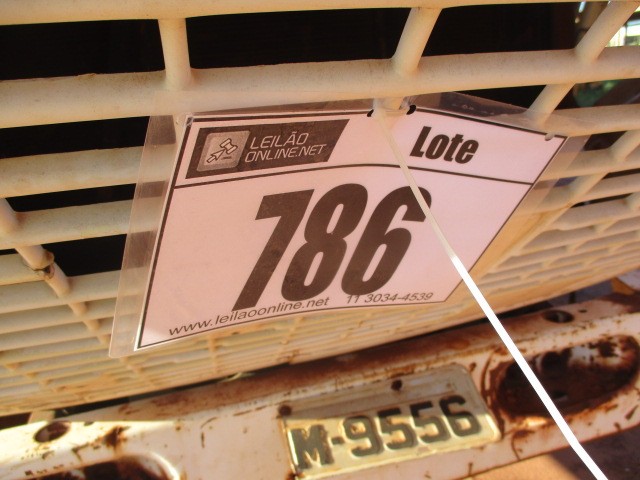 LEILÃO
ONLINE.NET
Lote
786
www.leilaoonline.net 11 3034-4539
M-9556